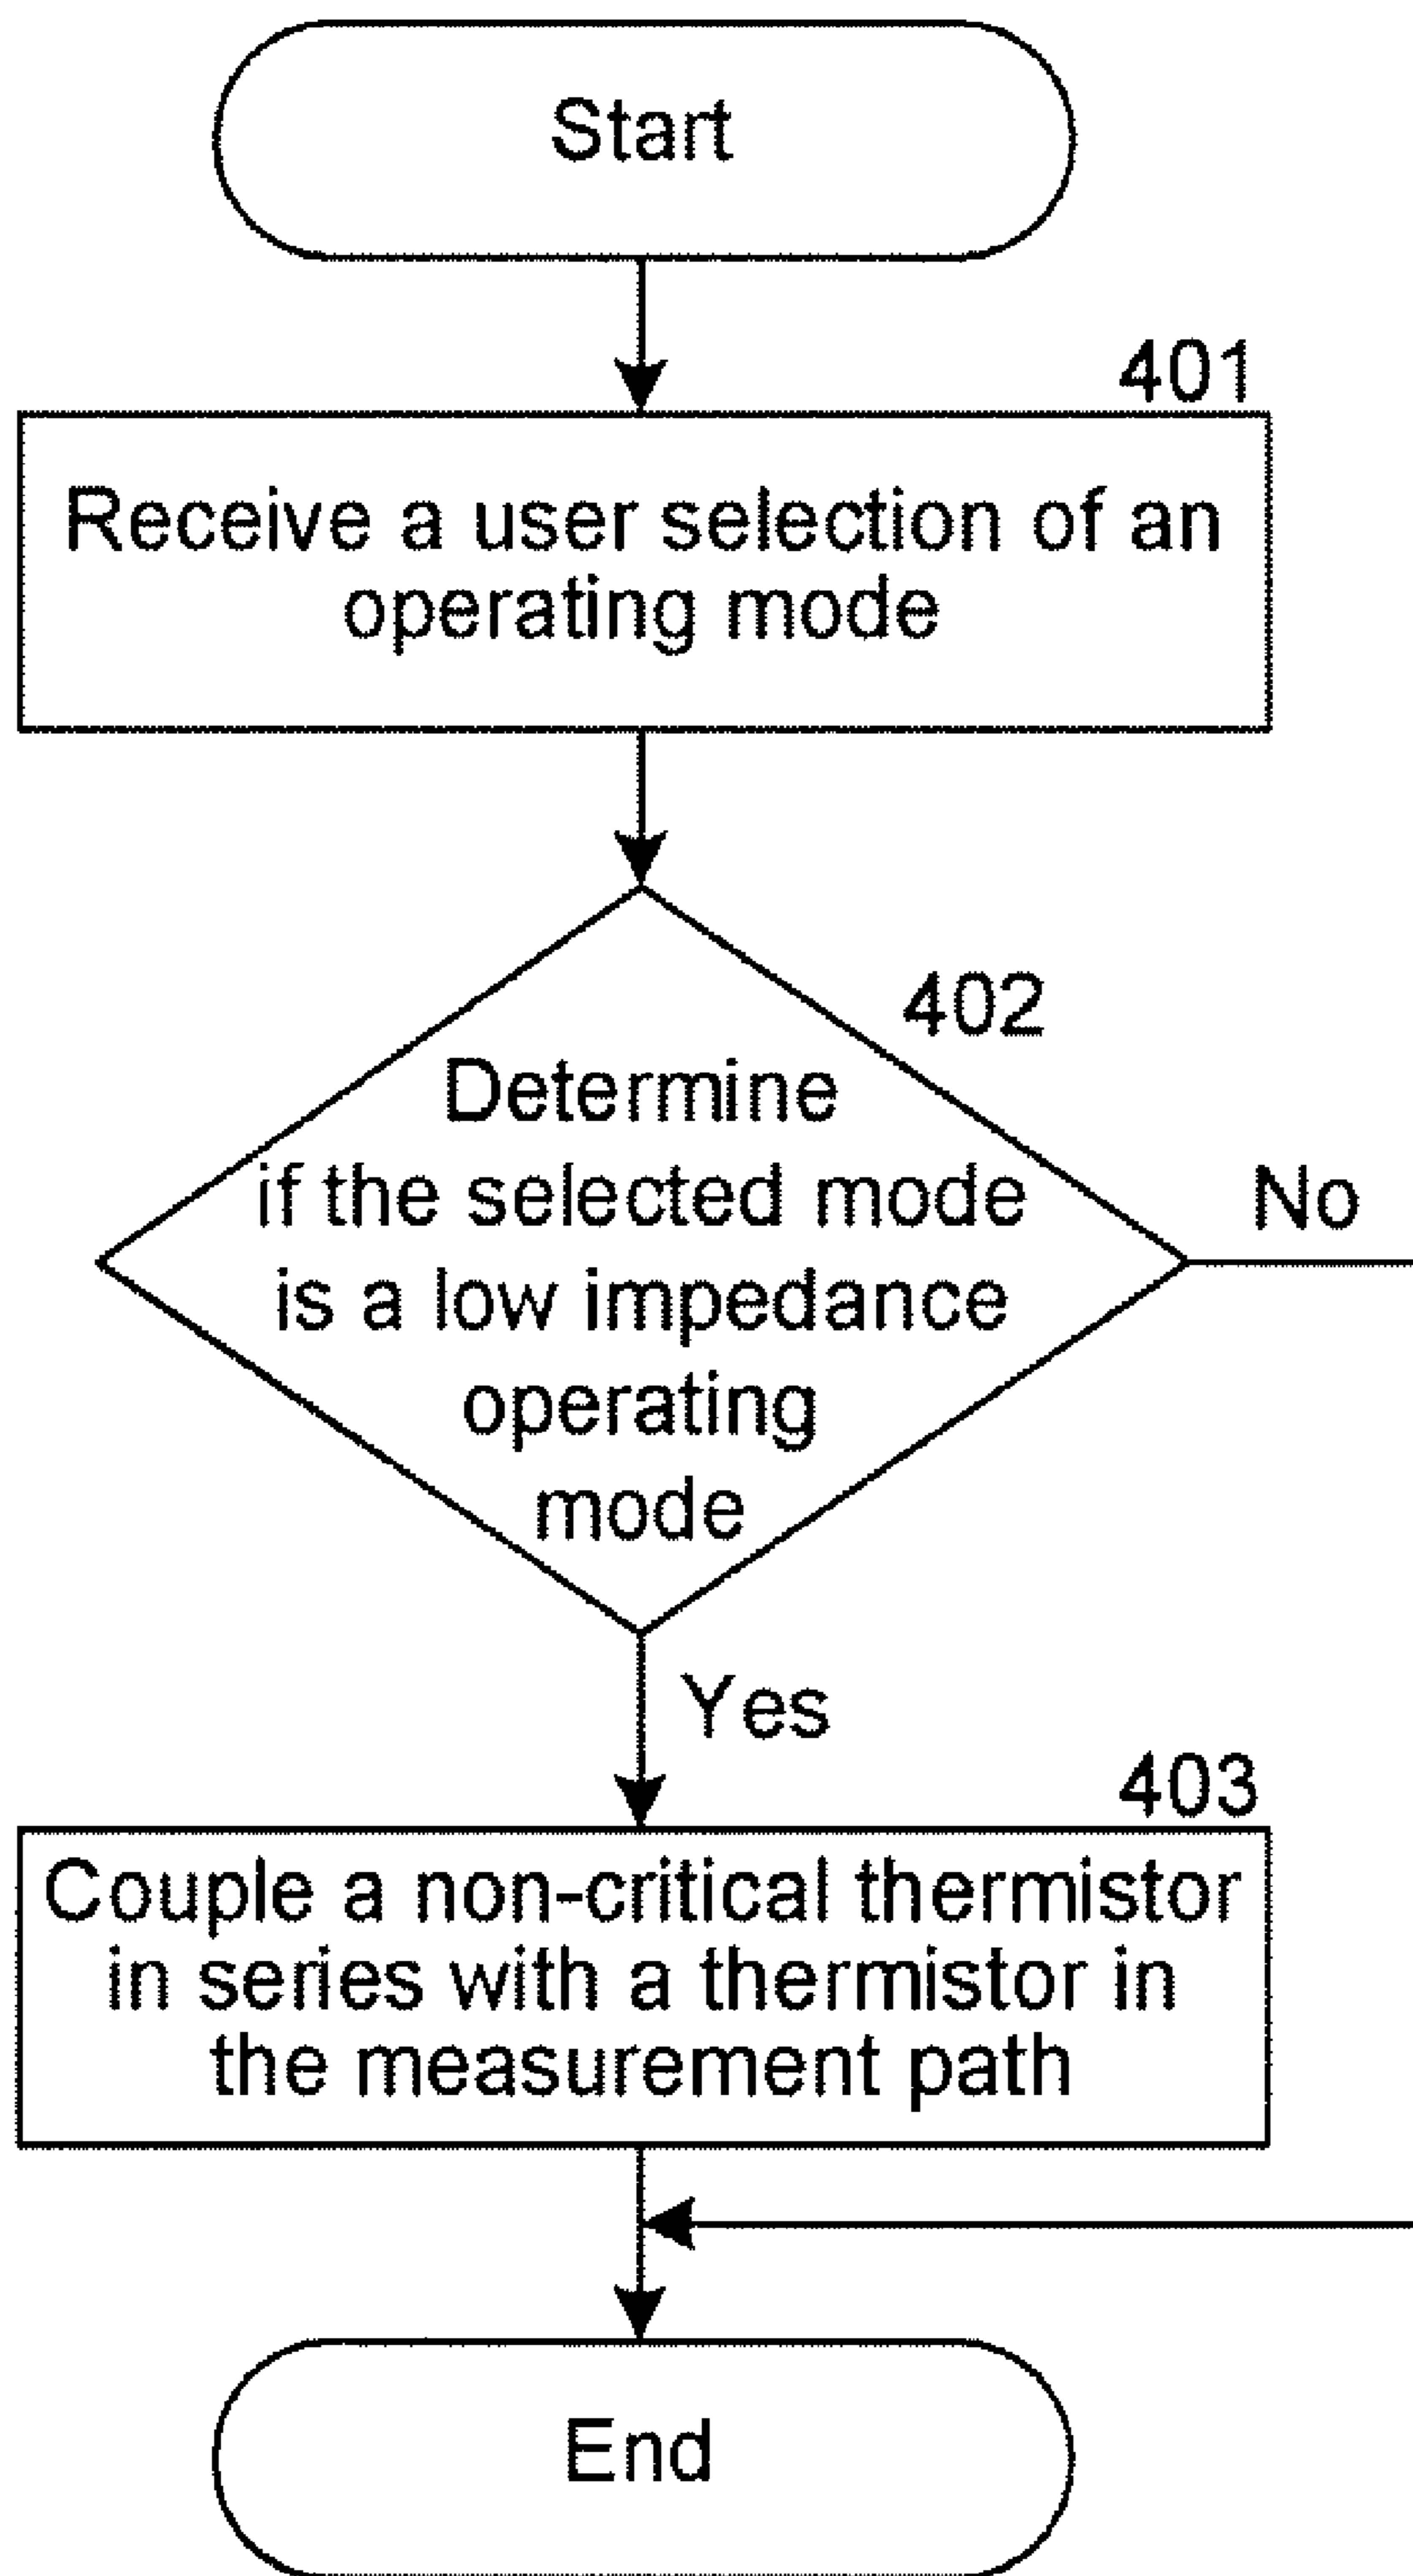 Start
401
Receive a user selection of an
operating mode
402
Determine
if the selected mode
is a low impedance
operating
mode
No
Yes
403
Couple a non-critical thermistor
in series with a thermistor in
the measurement path
End